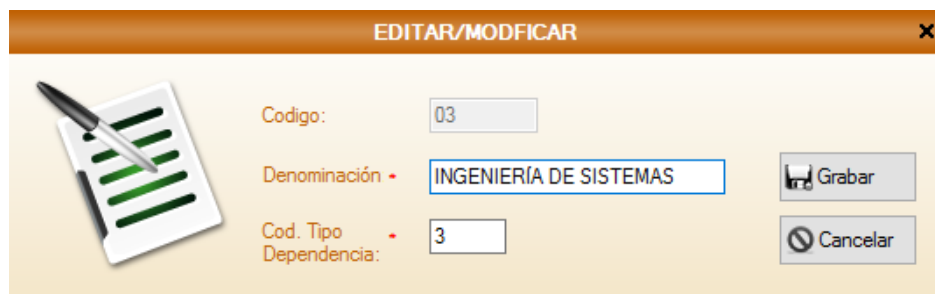 EDITAR/MODFICAR
Codigo: 03
Denominación * INGENIERÍA DE SISTEMAS
Grabar
Cod. Tipo * 3
Dependencia:
Cancelar